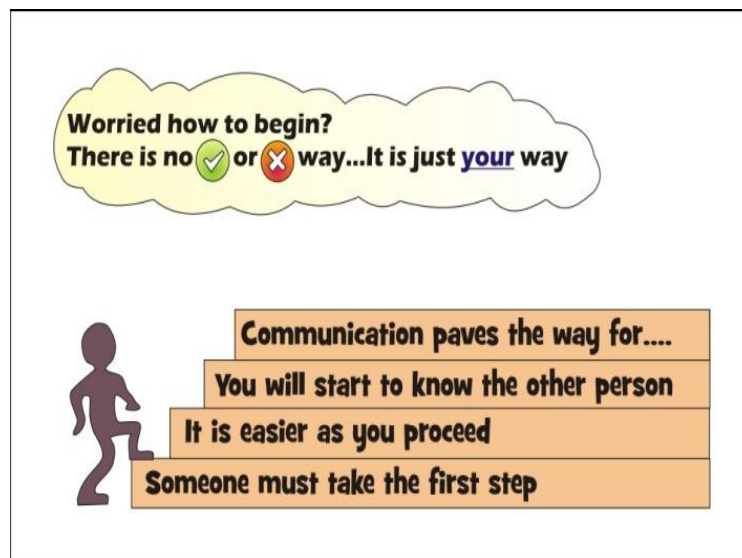 Worried how to begin?
There is no ✓ or ✗ way...It is just your way
Communication paves the way for....
You will start to know the other person
It is easier as you proceed
Someone must take the first step